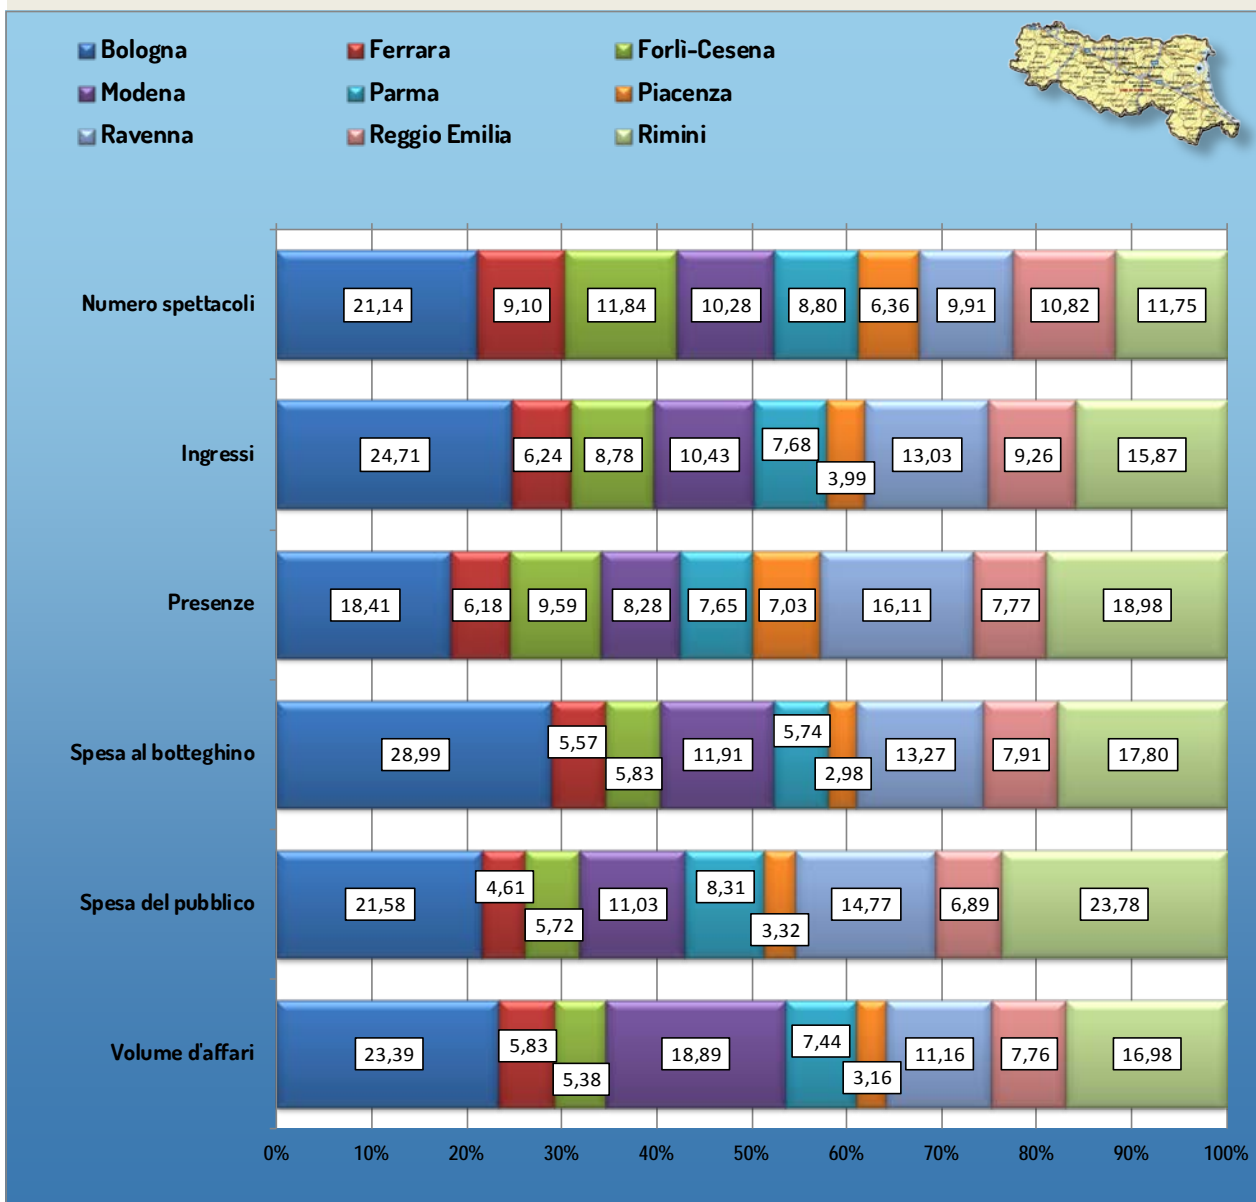 Bologna Ferrara Forlì-Cesena
Modena Parma Piacenza
Ravenna Reggio Emilia Rimini
Numero spettacoli 21,14 9,10 11,84 10,28 8,80 6,36 9,91 10,82 11,75
Ingressi 24,71 6,24 8,78 10,43 7,68 3,99 13,03 9,26 15,87
Presenze 18,41 6,18 9,59 8,28 7,65 7,03 16,11 7,77 18,98
Spesa al botteghino 28,99 5,57 5,83 11,91 5,74 2,98 13,27 7,91 17,80
Spesa del pubblico 21,58 4,61 5,72 11,03 8,31 3,32 14,77 6,89 23,78
Volume d'affari 23,39 5,83 5,38 18,89 7,44 3,16 11,16 7,76 16,98
0% 10% 20% 30% 40% 50% 60% 70% 80% 90% 100%